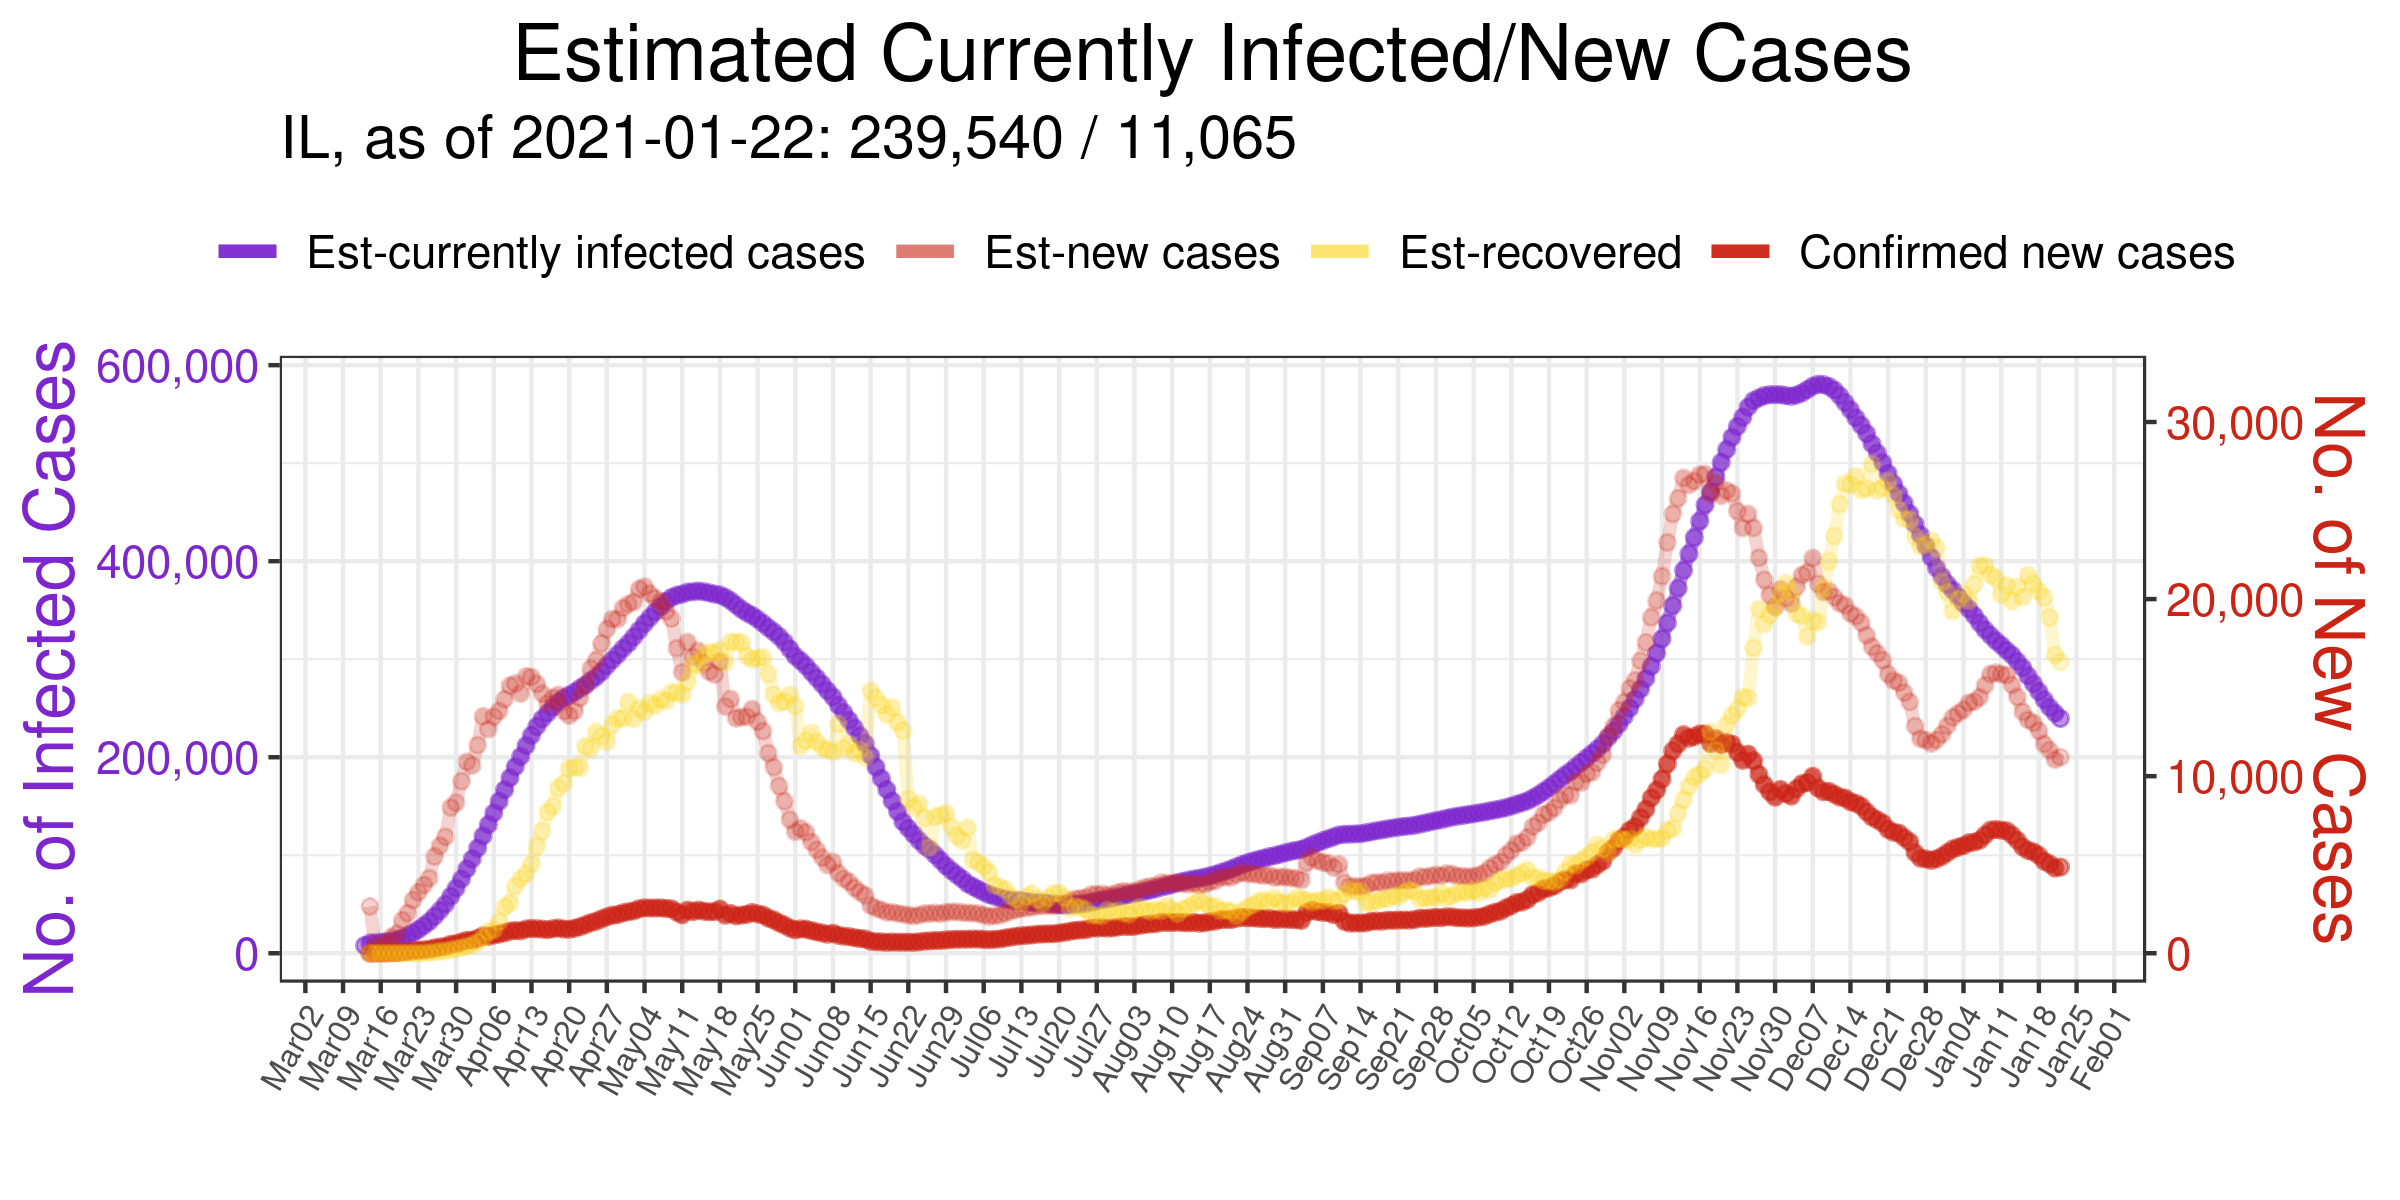 Estimated Currently Infected/New Cases
IL, as of 2021-01-22: 239,540 / 11,065
Est-currently infected cases Est-new cases Est-recovered Confirmed new cases
No. of Infected Cases
600,000
400,000
200,000
0
30,000
20,000
10,000
0
No. of New Cases
Mar02 Mar09 Mar16 Mar23 Mar30 Apr06 Apr13 Apr20 Apr27 May04 May11 May18 May25 Jun01 Jun08 Jun15 Jun22 Jun29 Jul06 Jul13 Jul20 Jul27 Aug03 Aug10 Aug17 Aug24 Aug31 Sep07 Sep14 Sep21 Sep28 Oct05 Oct12 Oct19 Oct26 Nov02 Nov09 Nov16 Nov23 Nov30 Dec07 Dec14 Dec21 Dec28 Jan04 Jan11 Jan18 Jan25 Feb01